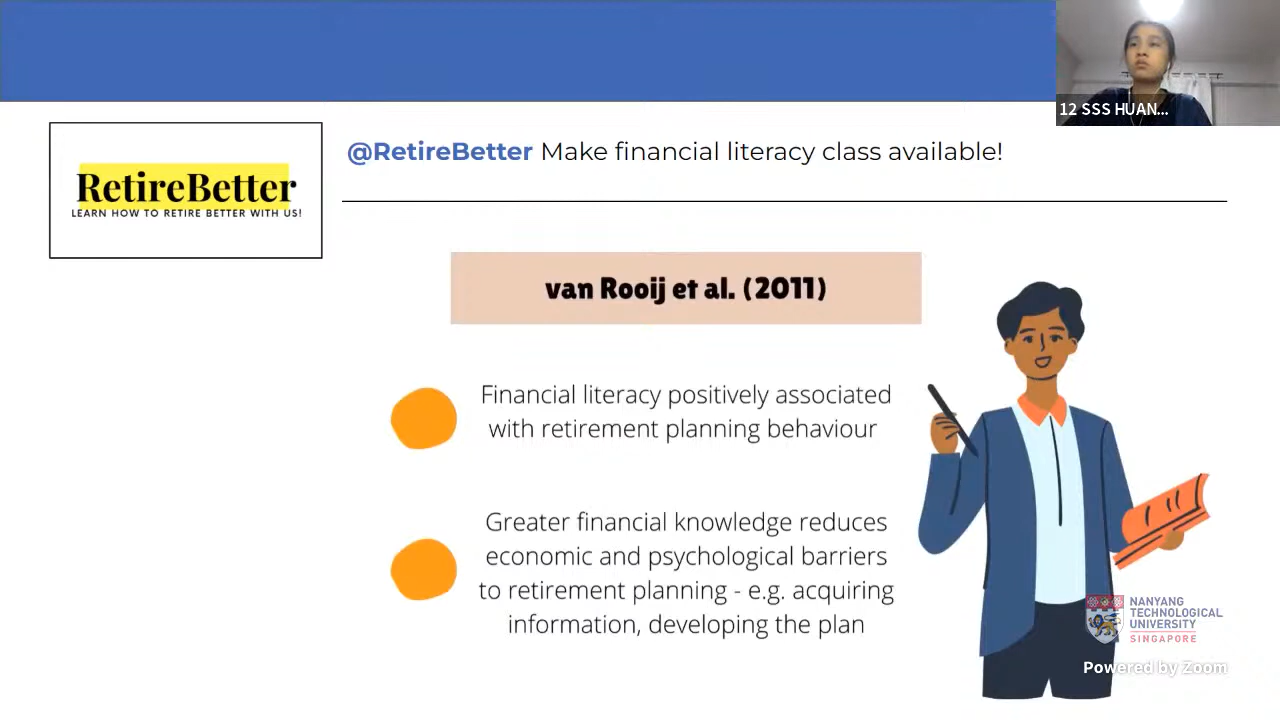 12 SSS HUAN...
@RetireBetter Make financial literacy class available!
RetireBetter
LEARN HOW TO RETIRE BETTER WITH US!
van Rooij et al. (2011)
Financial literacy positively associated
with retirement planning behaviour
Greater financial knowledge reduces
economic and psychological barriers
to retirement planning - e.g. acquiring
information, developing the plan
NANYANG
TECHNOLOGICAL
UNIVERSITY
SINGAPORE
Powered by Zoom